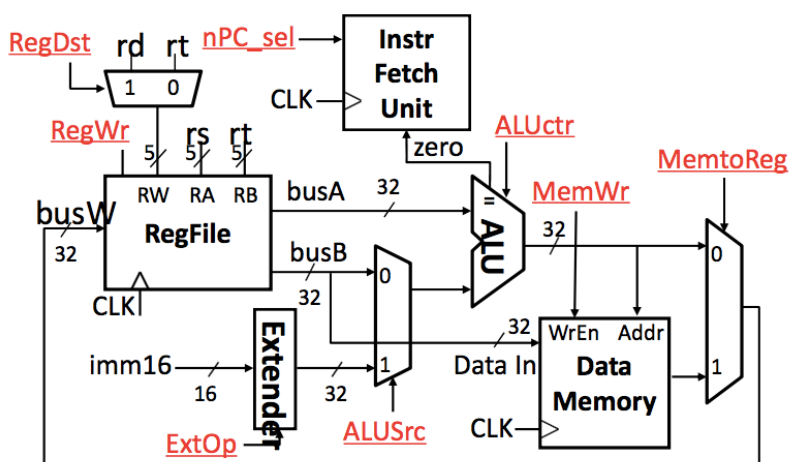 RegDst
rd rt
nPC_sel
Instr
Fetch
Unit
CLK
1 0
RegWr
5
rs
5
rt
5
zero
ALUctr
MemtoReg
RW RA RB
busA
32
=
ALU
MemWr
busW
32
RegFile
busB
32
32
0
0
CLK
imm16
16
Extender
32
1
32
Data In
WrEn Addr
Data
Memory
1
ExtOp
ALUSrc
CLK